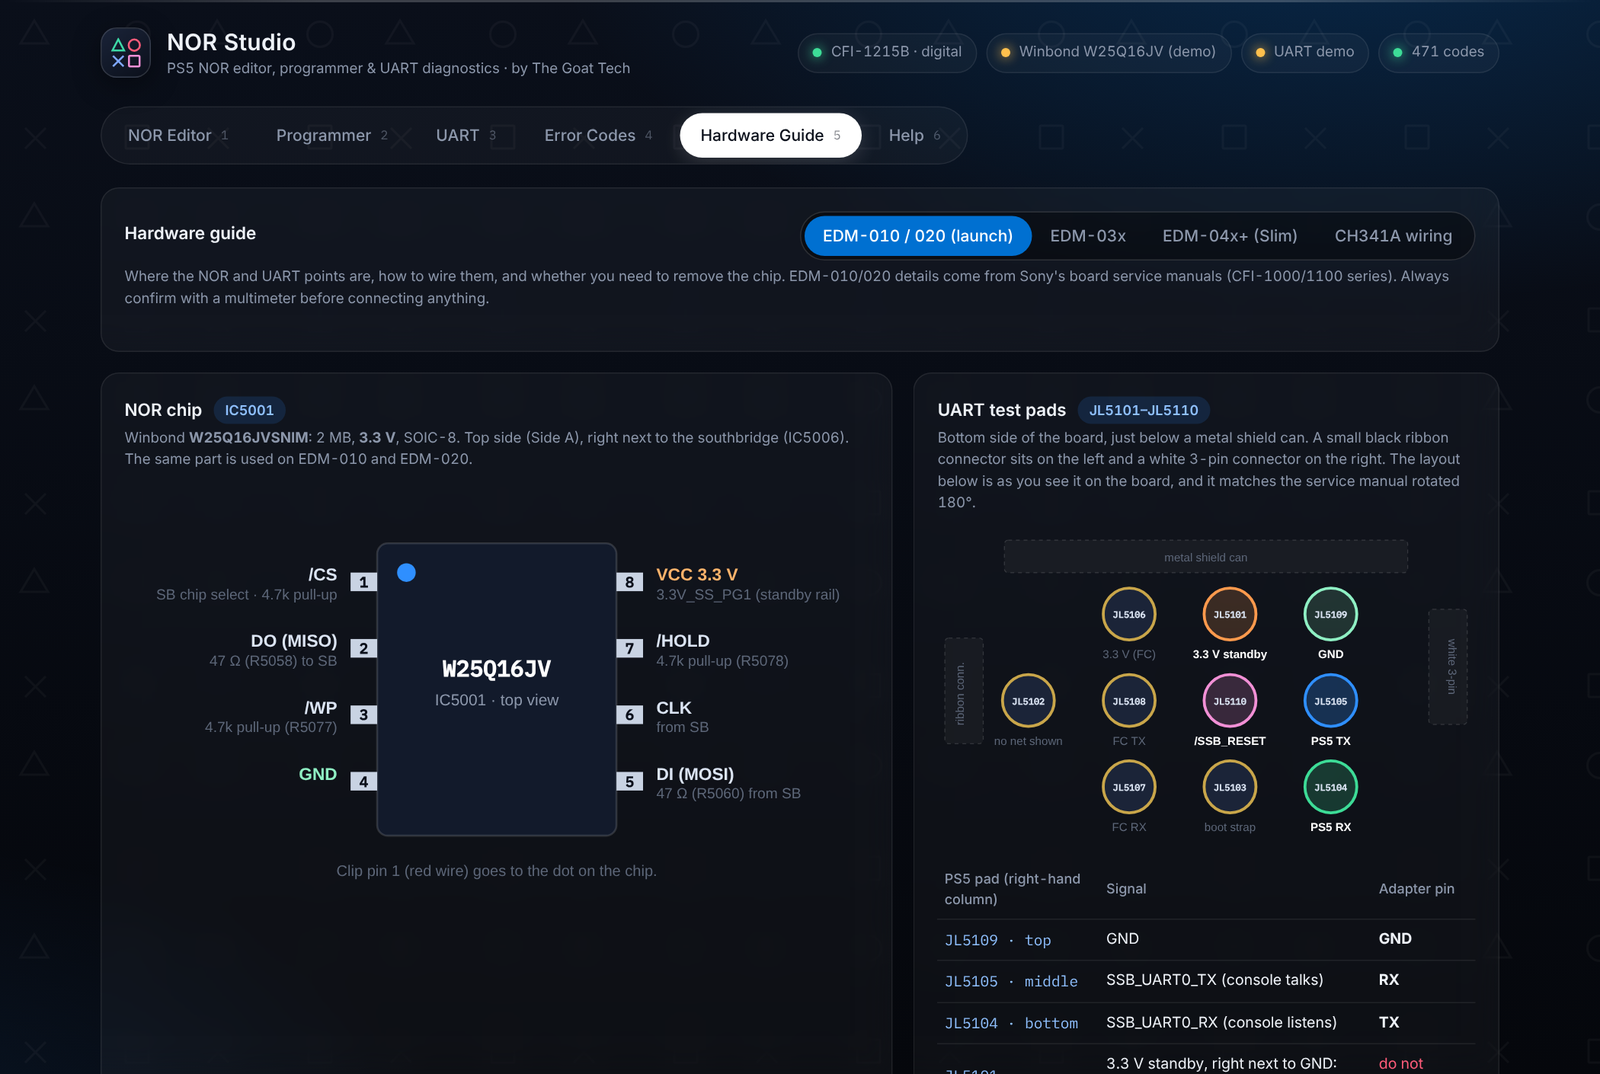 NOR Studio
PS5 NOR editor, programmer & UART diagnostics · by The Goat Tech
CFI-1215B · digital
Winbond W25Q16JV (demo)
UART demo
471 codes
NOR Editor 1
Programmer 2
UART 3
Error Codes 4
Hardware Guide 5
Help 6
Hardware guide
EDM-010 / 020 (launch)
EDM-03x
EDM-04x+ (Slim)
CH341A wiring
Where the NOR and UART points are, how to wire them, and whether you need to remove the chip. EDM-010/020 details come from Sony's board service manuals (CFI-1000/1100 series). Always
confirm with a multimeter before connecting anything.
NOR chip IC5001
Winbond W25Q16JVSNIM: 2 MB, 3.3 V, SOIC-8. Top side (Side A), right next to the southbridge (IC5006).
The same part is used on EDM-010 and EDM-020.
/CS
SB chip select · 4.7k pull-up
1
DO (MISO)
47 Ω (R5058) to SB
2
/WP
4.7k pull-up (R5077)
3
GND
4
W25Q16JV
IC5001 · top view
8
VCC 3.3 V
3.3V_SS_PG1 (standby rail)
7
/HOLD
4.7k pull-up (R5078)
6
CLK
from SB
5
DI (MOSI)
47 Ω (R5060) from SB
Clip pin 1 (red wire) goes to the dot on the chip.
UART test pads JL5101–JL5110
Bottom side of the board, just below a metal shield can. A small black ribbon
connector sits on the left and a white 3-pin connector on the right. The layout
below is as you see it on the board, and it matches the service manual rotated
180°.
metal shield can
JL5106
JL5101
JL5109
3.3 V (FC)
3.3 V standby
GND
ribbon conn.
white 3-pin
JL5102
JL5108
JL5110
JL5105
no net shown
FC TX
/SSB_RESET
PS5 TX
JL5107
JL5103
JL5104
FC RX
boot strap
PS5 RX
PS5 pad (right-hand
column)
Signal
Adapter pin
JL5109 · top
GND
GND
JL5105 · middle
SSB_UART0_TX (console talks)
RX
JL5104 · bottom
SSB_UART0_RX (console listens)
TX
JL5101
3.3 V standby, right next to GND:
do not